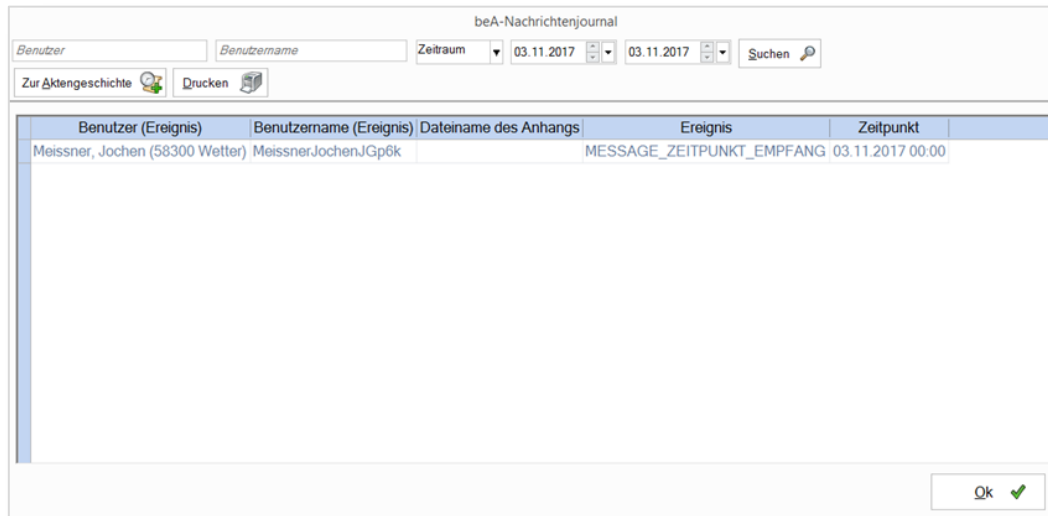 beA-Nachrichtenjournal
Benutzer Benutzername Zeitraum 03.11.2017 03.11.2017 Suchen
Zur Aktengeschichte Drucken
Benutzer (Ereignis) Benutzername (Ereignis) Dateiname des Anhangs Ereignis Zeitpunkt
Meissner, Jochen (58300 Wetter) MeissnerJochenJGp6k MESSAGE_ZEITPUNKT_EMPFANG 03.11.2017 00:00
Ok